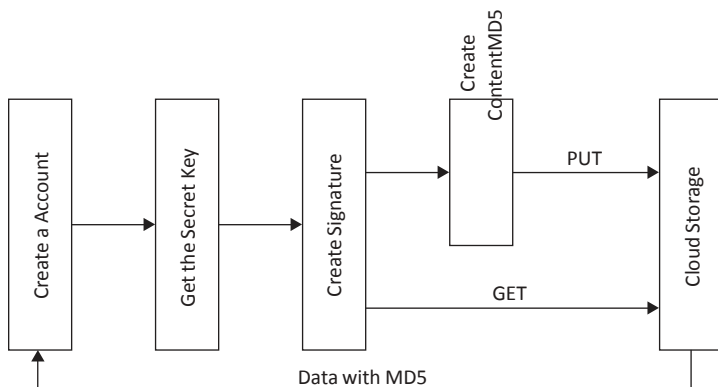 Create
ContentMD5
Create a Account
Get the Secret Key
Create Signature
PUT
GET
Cloud Storage
Data with MD5